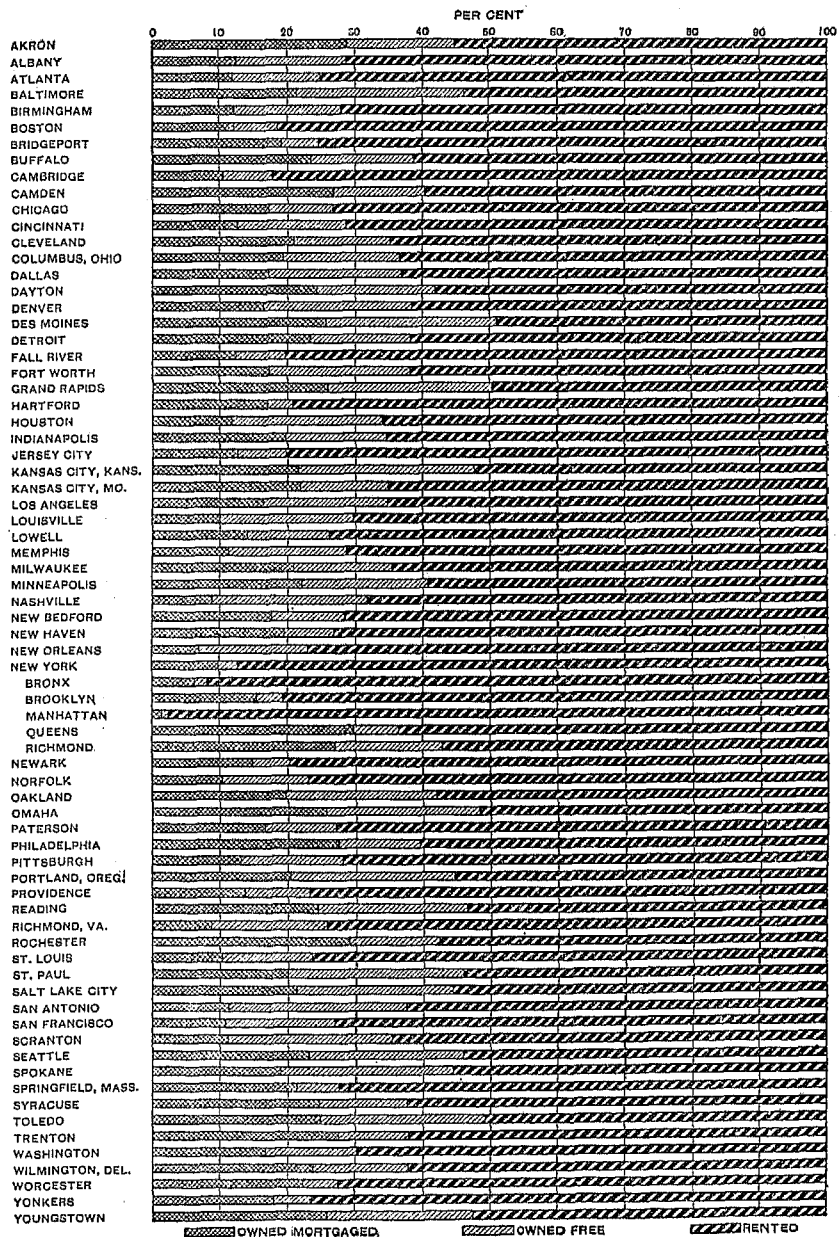 PER CENT
0 10 20 30 40 50 60 70 80 90 100
AKRON
ALBANY
ATLANTA
BALTIMORE
BIRMINGHAM
BOSTON
BRIDGEPORT
BUFFALO
CAMBRIDGE
CAMDEN
CHICAGO
CINCINNATI
CLEVELAND
COLUMBUS, OHIO
DALLAS
DAYTON
DENVER
DES MOINES
DETROIT
FALL RIVER
FORT WORTH
GRAND RAPIDS
HARTFORD
HOUSTON
INDIANAPOLIS
JERSEY CITY
KANSAS CITY, KANS.
KANSAS CITY, MO.
LOS ANGELES
LOUISVILLE
LOWELL
MEMPHIS
MILWAUKEE
MINNEAPOLIS
NASHVILLE
NEW BEDFORD
NEW HAVEN
NEW ORLEANS
NEW YORK
BRONX
BROOKLYN
MANHATTAN
QUEENS
RICHMOND
NEWARK
NORFOLK
OAKLAND
OMAHA
PATERSON
PHILADELPHIA
PITTSBURGH
PORTLAND, OREG.
PROVIDENCE
READING
RICHMOND, VA.
ROCHESTER
ST. LOUIS
ST. PAUL
SALT LAKE CITY
SAN ANTONIO
SAN FRANCISCO
SCRANTON
SEATTLE
SPOKANE
SPRINGFIELD, MASS.
SYRACUSE
TOLEDO
TRENTON
WASHINGTON
WILMINGTON, DEL.
WORCESTER
YONKERS
YOUNGSTOWN
OWNED MORTGAGED OWNED FREE RENTED